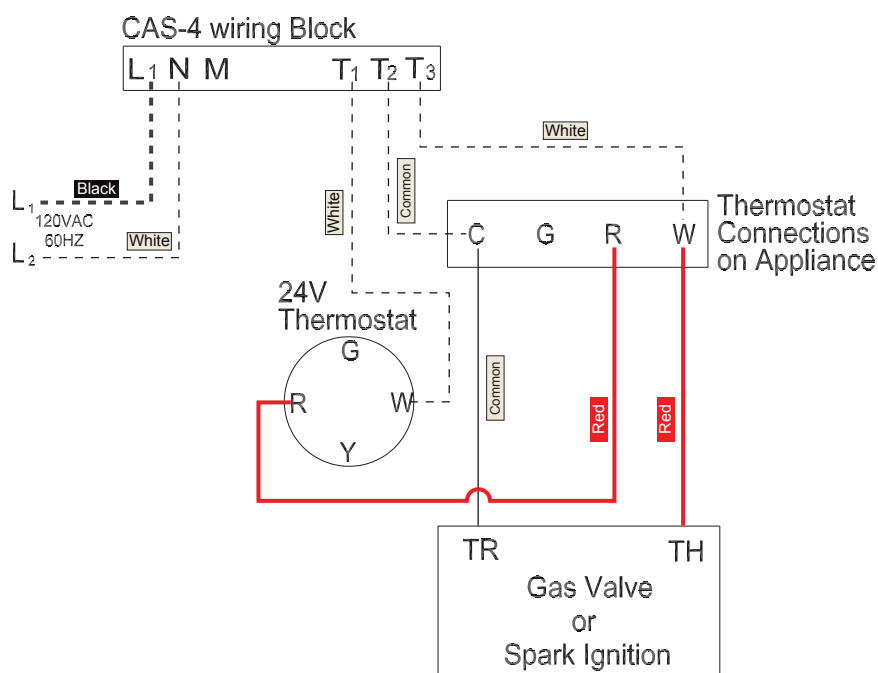 CAS-4 wiring Block
L1 N M T1 T2 T3
White
Black
L1
120VAC
60HZ
White
L2
White
Common
Thermostat
Connections
on Appliance
C G R W
24V
Thermostat
G
R W
Y
Common
Red
Red
TR TH
Gas Valve
or
Spark Ignition